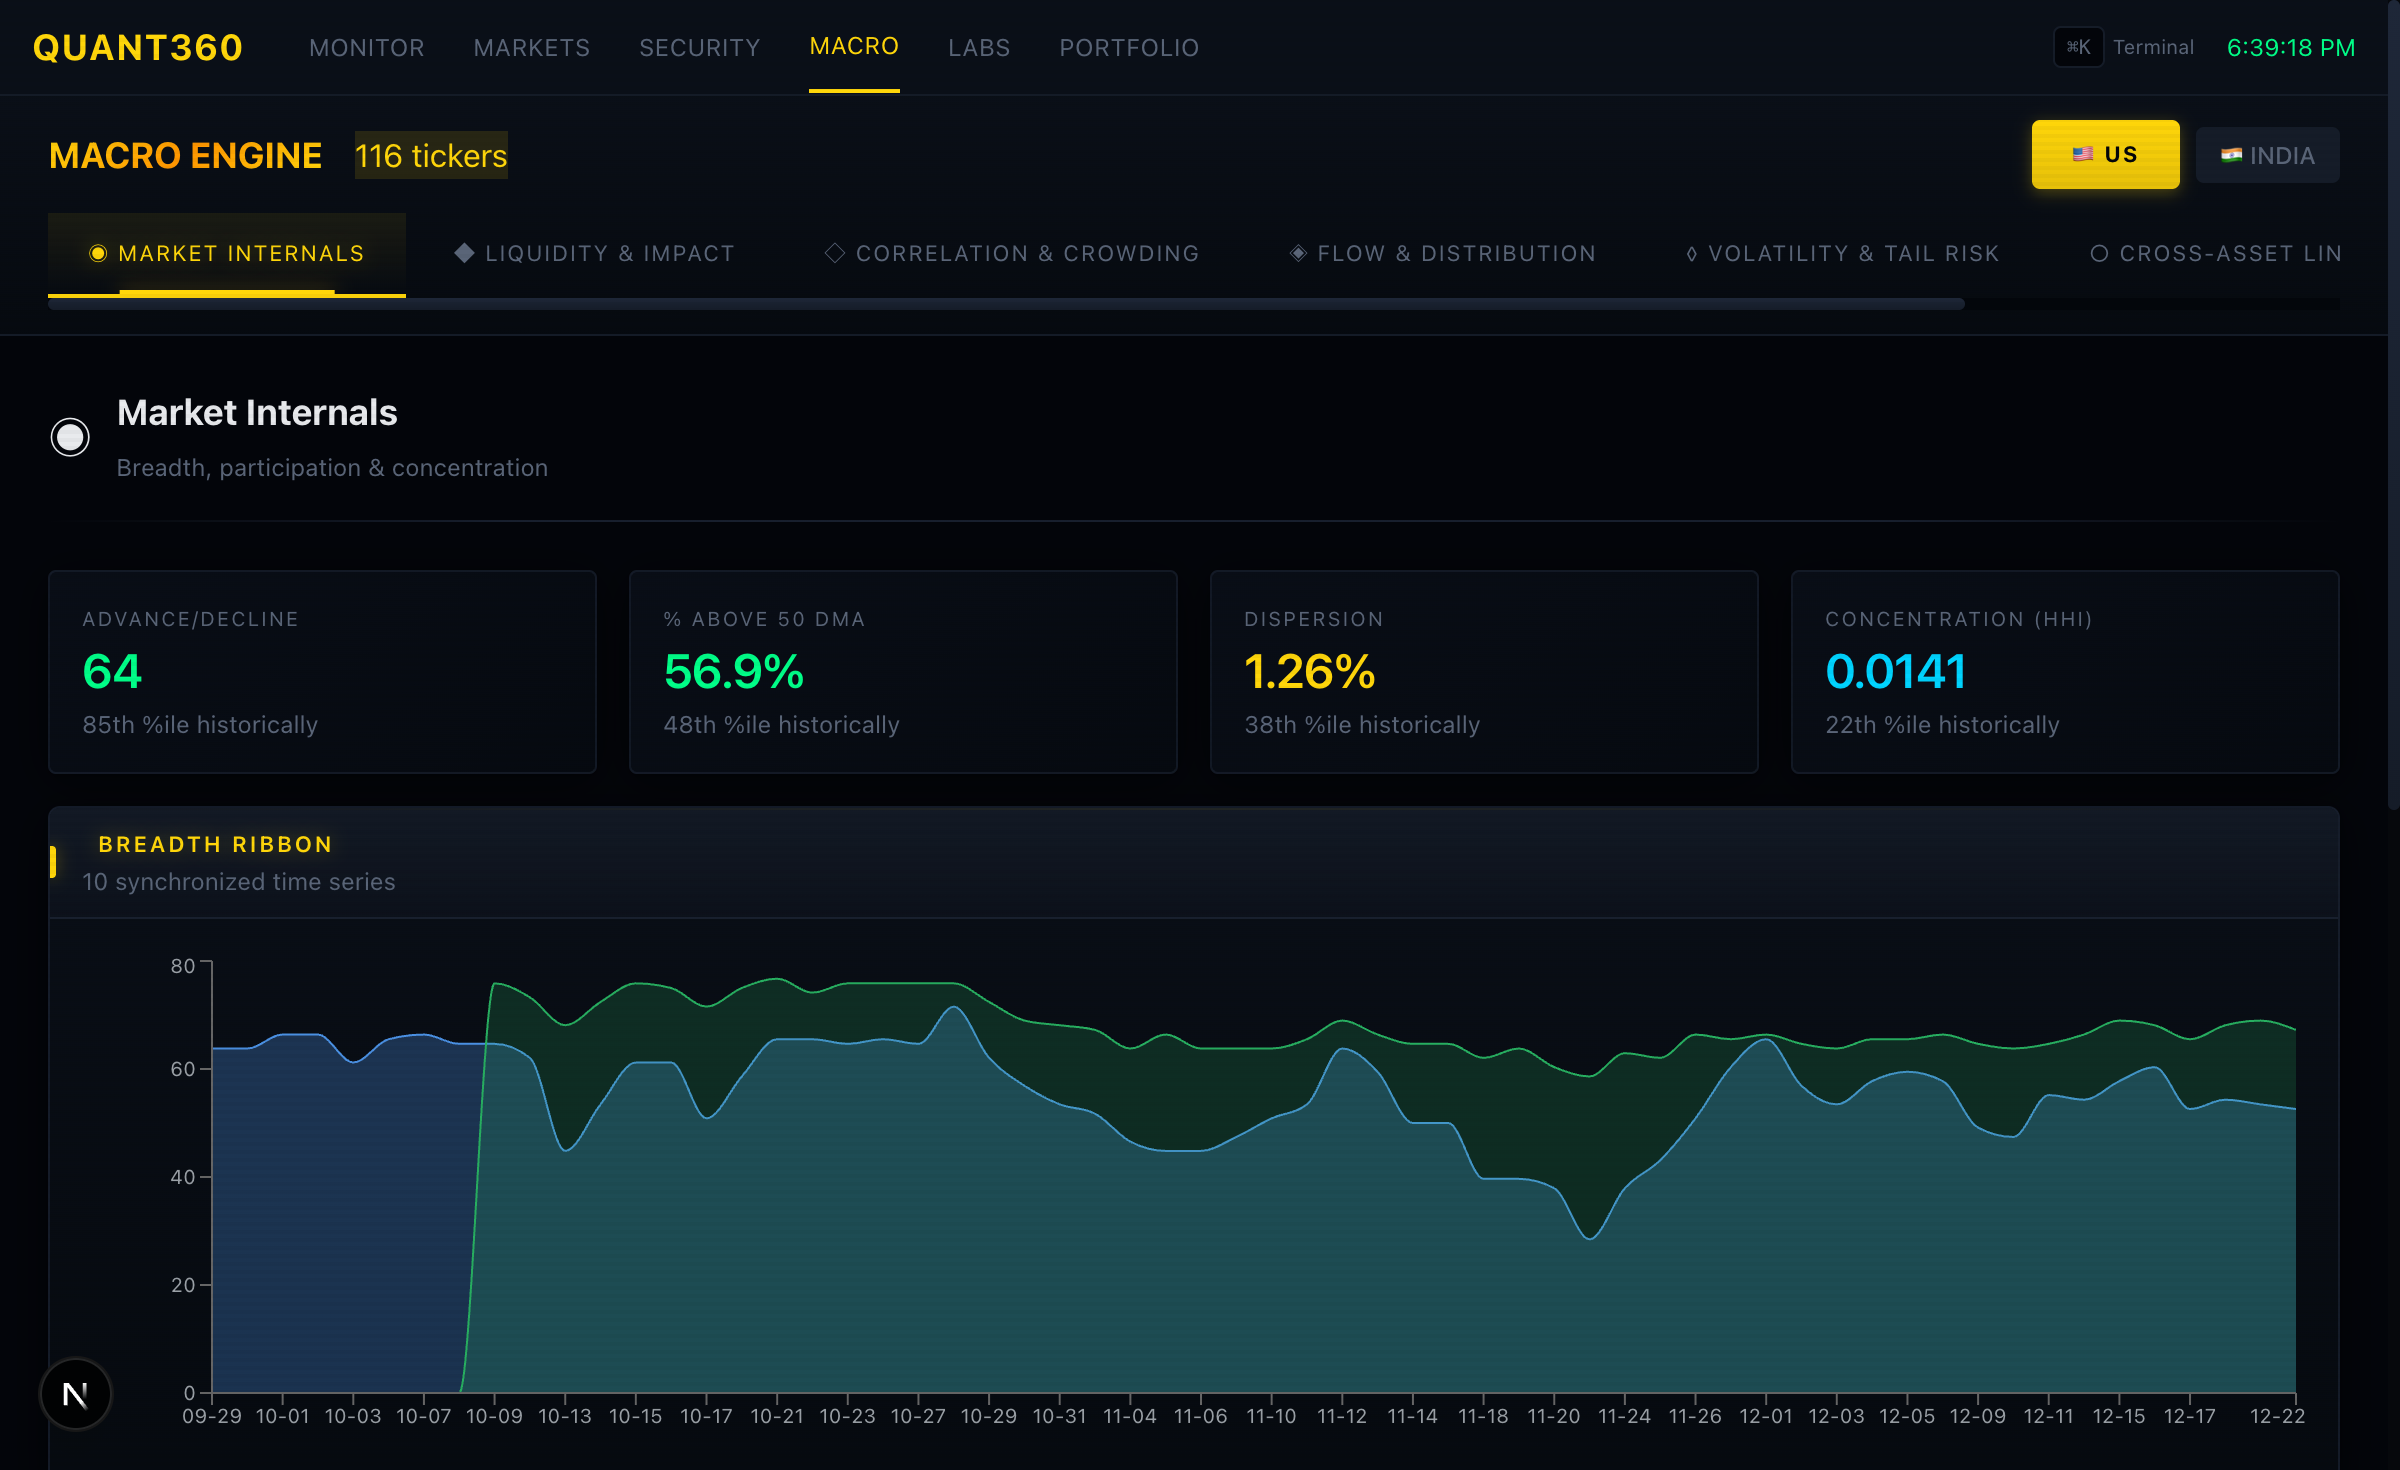 QUANT360 MONITOR MARKETS SECURITY MACRO LABS PORTFOLIO ⌘K Terminal 6:39:18 PM
MACRO ENGINE 116 tickers 🇺🇸 US 🇮🇳 INDIA
◉ MARKET INTERNALS ◆ LIQUIDITY & IMPACT ◇ CORRELATION & CROWDING ◈ FLOW & DISTRIBUTION ◊ VOLATILITY & TAIL RISK ○ CROSS-ASSET LIN
Market Internals
Breadth, participation & concentration
ADVANCE/DECLINE
64
85th %ile historically
% ABOVE 50 DMA
56.9%
48th %ile historically
DISPERSION
1.26%
38th %ile historically
CONCENTRATION (HHI)
0.0141
22th %ile historically
BREADTH RIBBON
10 synchronized time series
80
60
40
20
0
09-29 10-01 10-03 10-07 10-09 10-13 10-15 10-17 10-21 10-23 10-27 10-29 10-31 11-04 11-06 11-10 11-12 11-14 11-18 11-20 11-24 11-26 12-01 12-03 12-05 12-09 12-11 12-15 12-17 12-22
N